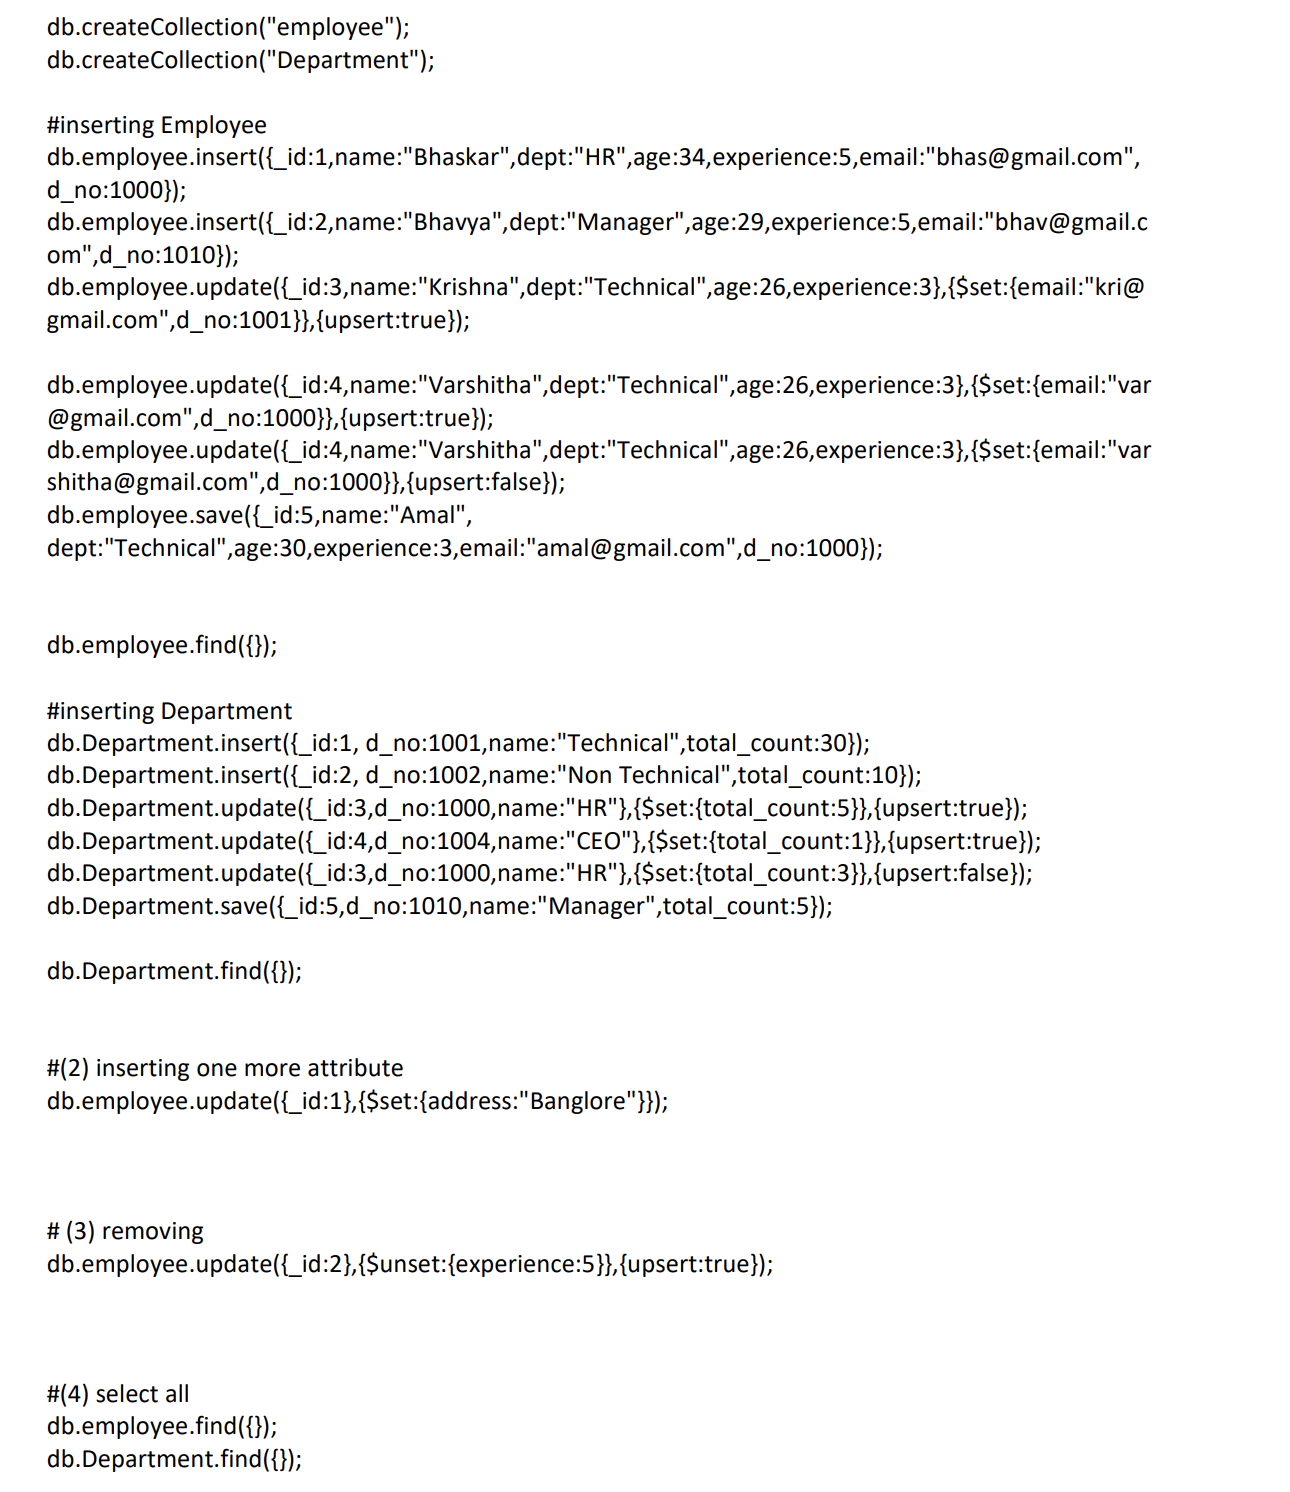 db.createCollection("employee");
db.createCollection("Department");
#inserting Employee
db.employee.insert({_id:1,name:"Bhaskar",dept:"HR",age:34,experience:5,email:"bhas@gmail.com",
d_no:1000});
db.employee.insert({_id:2,name:"Bhavya",dept:"Manager",age:29,experience:5,email:"bhav@gmail.c
om",d_no:1010});
db.employee.update({_id:3,name:"Krishna",dept:"Technical",age:26,experience:3},{$set:{email:"kri@
gmail.com",d_no:1001}},{upsert:true});
db.employee.update({_id:4,name:"Varshitha",dept:"Technical",age:26,experience:3},{$set:{email:"var
@gmail.com",d_no:1000}},{upsert:true});
db.employee.update({_id:4,name:"Varshitha",dept:"Technical",age:26,experience:3},{$set:{email:"var
shitha@gmail.com",d_no:1000}},{upsert:false});
db.employee.save({_id:5,name:"Amal",
dept:"Technical",age:30,experience:3,email:"amal@gmail.com",d_no:1000});
db.employee.find({});
#inserting Department
db.Department.insert({_id:1, d_no:1001,name:"Technical",total_count:30});
db.Department.insert({_id:2, d_no:1002,name:"Non Technical",total_count:10});
db.Department.update({_id:3,d_no:1000,name:"HR"},{$set:{total_count:5}},{upsert:true});
db.Department.update({_id:4,d_no:1004,name:"CEO"},{$set:{total_count:1}},{upsert:true});
db.Department.update({_id:3,d_no:1000,name:"HR"},{$set:{total_count:3}},{upsert:false});
db.Department.save({_id:5,d_no:1010,name:"Manager",total_count:5});
db.Department.find({});
#(2) inserting one more attribute
db.employee.update({_id:1},{$set:{address:"Banglore"}});
# (3) removing
db.employee.update({_id:2},{$unset:{experience:5}},{upsert:true});
#(4) select all
db.employee.find({});
db.Department.find({});